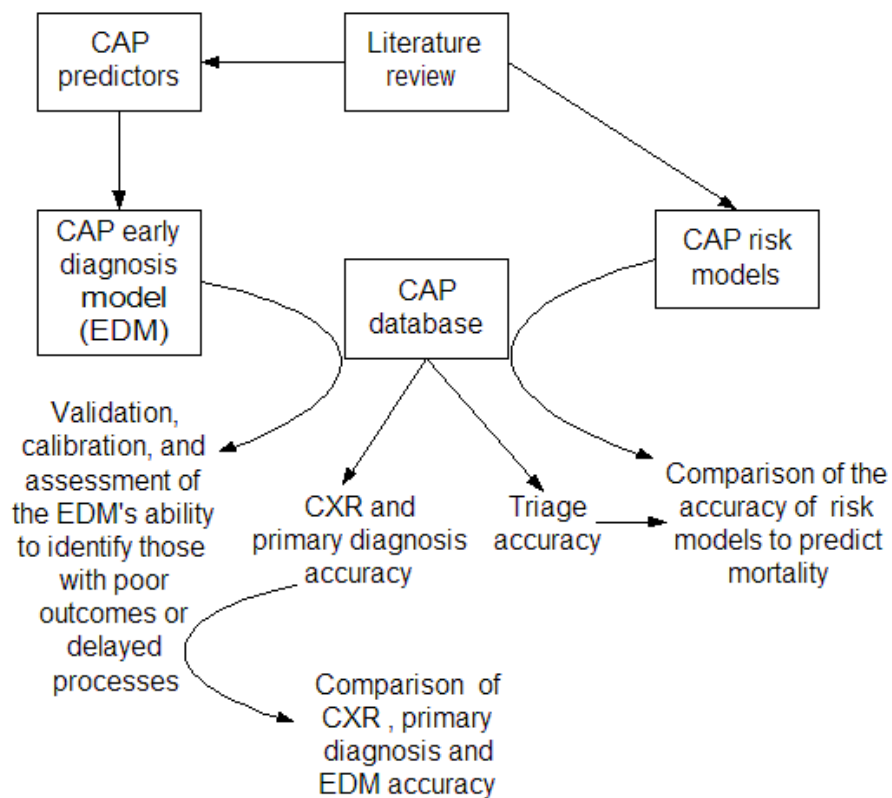 CAP
predictors
Literature
review
CAP early
diagnosis
model
(EDM)
CAP
database
CAP risk
models
Validation,
calibration, and
assessment of
the EDM's ability
to identify those
with poor
outcomes or
delayed
processes
CXR and
primary diagnosis
accuracy
Triage
accuracy
Comparison of the
accuracy of risk
models to predict
mortality
Comparison of
CXR , primary
diagnosis and
EDM accuracy